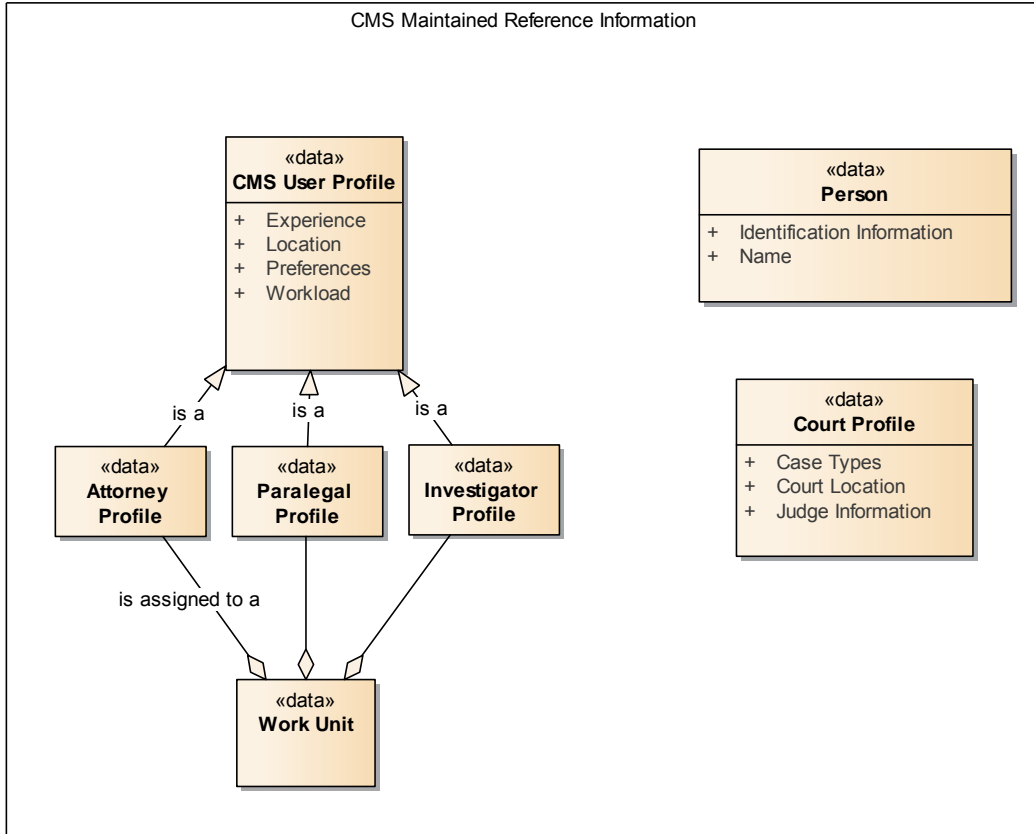 CMS Maintained Reference Information
«data»
CMS User Profile
+ Experience
+ Location
+ Preferences
+ Workload
«data»
Person
+ Identification Information
+ Name
«data»
Court Profile
+ Case Types
+ Court Location
+ Judge Information
is a
is a
is a
«data»
Attorney
Profile
«data»
Paralegal
Profile
«data»
Investigator
Profile
is assigned to a
«data»
Work Unit